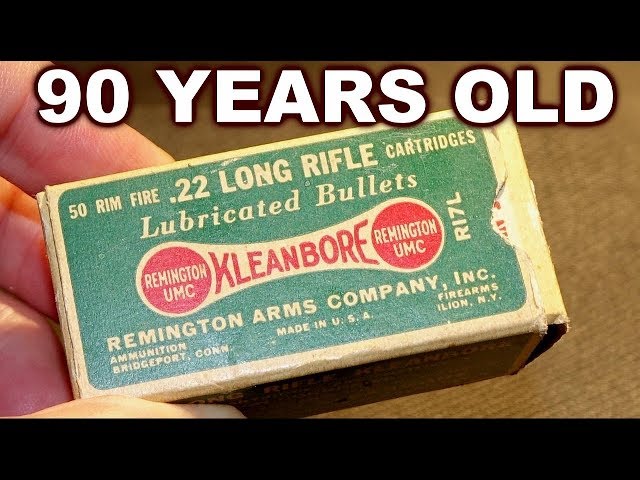 90 YEARS OLD
50 RIM FIRE .22 LONG RIFLE CARTRIDGES
Lubricated Bullets
REMINGTON UMC KLEANBORE REMINGTON UMC
R17L
REMINGTON ARMS COMPANY, INC.
AMMUNITION
BRIDGEPORT, CONN.
MADE IN U.S.A.
FIREARMS
ILION, N.Y.